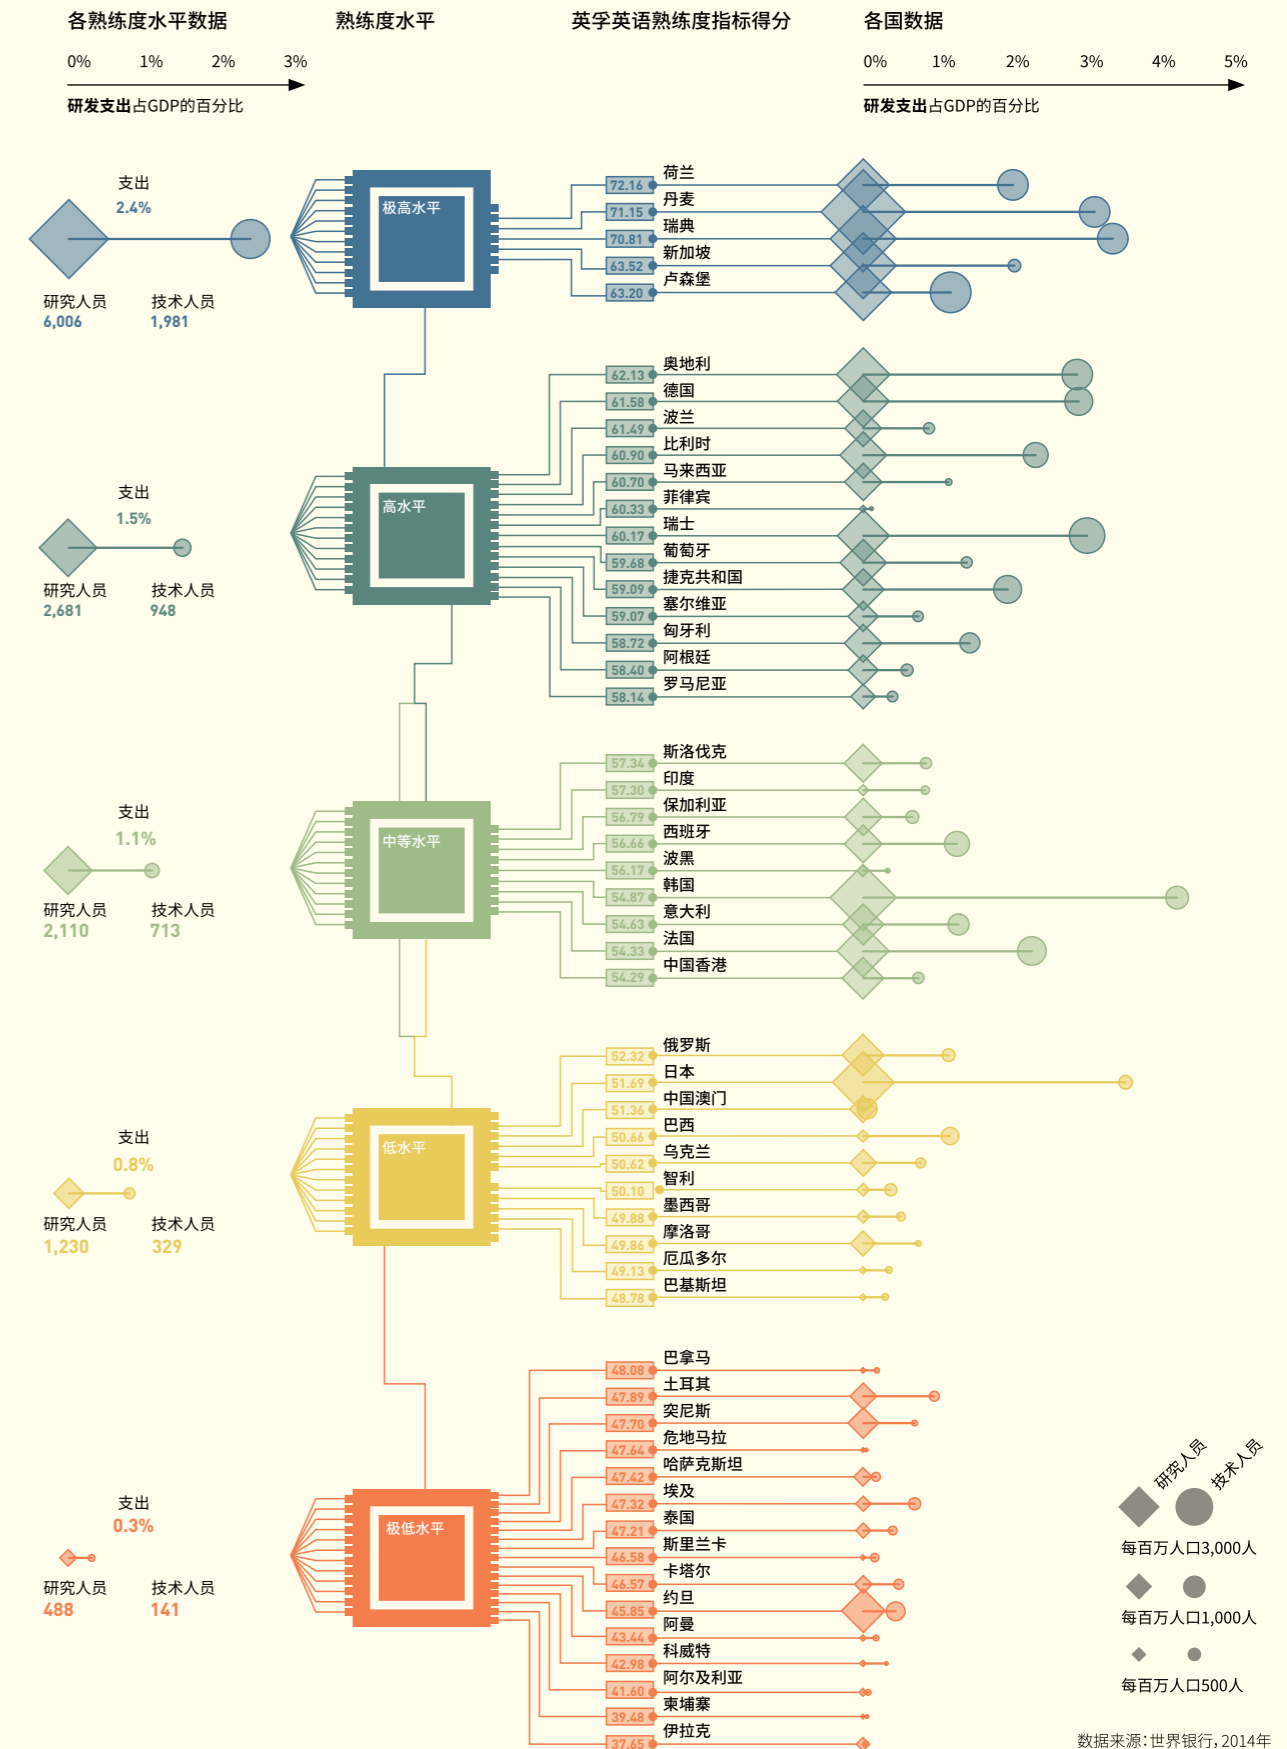 各熟练度水平数据
熟练度水平
英孚英语熟练度指标得分
各国数据
0% 1% 2% 3%
研发支出占GDP的百分比
0% 1% 2% 3% 4% 5%
研发支出占GDP的百分比
支出
2.4%
研究人员 技术人员
6,006 1,981
极高水平
72.16 荷兰
71.15 丹麦
70.81 瑞典
63.52 新加坡
63.20 卢森堡
支出
1.5%
研究人员 技术人员
2,681 948
高水平
62.13 奥地利
61.58 德国
61.49 波兰
60.90 比利时
60.70 马来西亚
60.33 菲律宾
60.17 瑞士
59.68 葡萄牙
59.09 捷克共和国
59.07 塞尔维亚
58.72 匈牙利
58.40 阿根廷
58.14 罗马尼亚
支出
1.1%
研究人员 技术人员
2,110 713
中等水平
57.34 斯洛伐克
57.30 印度
56.79 保加利亚
56.66 西班牙
56.17 波黑
54.87 韩国
54.63 意大利
54.33 法国
54.29 中国香港
支出
0.8%
研究人员 技术人员
1,230 329
低水平
52.32 俄罗斯
51.69 日本
51.36 中国澳门
50.66 巴西
50.62 乌克兰
50.10 智利
49.88 墨西哥
49.86 摩洛哥
49.13 厄瓜多尔
48.78 巴基斯坦
支出
0.3%
研究人员 技术人员
488 141
极低水平
48.08 巴拿马
47.89 土耳其
47.70 突尼斯
47.64 危地马拉
47.42 哈萨克斯坦
47.32 埃及
47.21 泰国
46.58 斯里兰卡
46.57 卡塔尔
45.85 约旦
43.44 阿曼
42.98 科威特
41.60 阿尔及利亚
39.48 柬埔寨
37.65 伊拉克
研究人员 技术人员
每百万人口3,000人
每百万人口1,000人
每百万人口500人
数据来源：世界银行，2014年